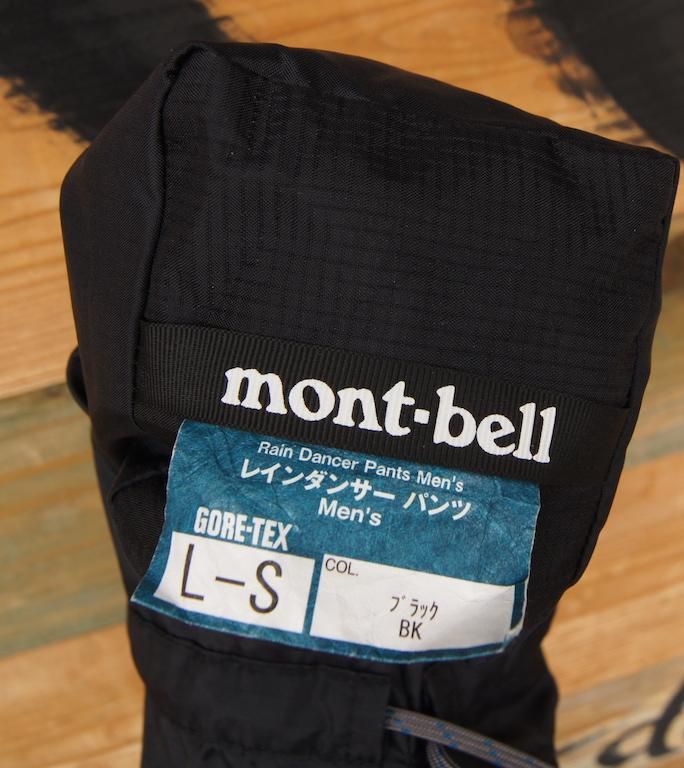 mont-bell
Rain Dancer Pants Men's
レインダンサー パンツ
Men's
GORE-TEX
L-S
COL.
ﾌﾞﾗｯｸ
BK